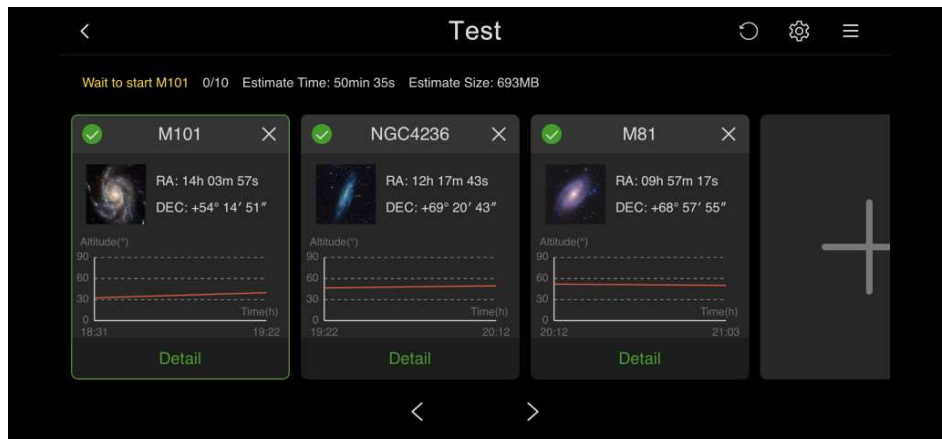 Test
Wait to start M101 0/10 Estimate Time: 50min 35s Estimate Size: 693MB
M101
RA: 14h 03m 57s
DEC: +54° 14′ 51″
Altitude(°)
90
60
30
0
Time(h)
18:31 19:22
Detail
NGC4236
RA: 12h 17m 43s
DEC: +69° 20′ 43″
Altitude(°)
90
60
30
0
Time(h)
19:22 20:12
Detail
M81
RA: 09h 57m 17s
DEC: +68° 57′ 55″
Altitude(°)
90
60
30
0
Time(h)
20:12 21:03
Detail